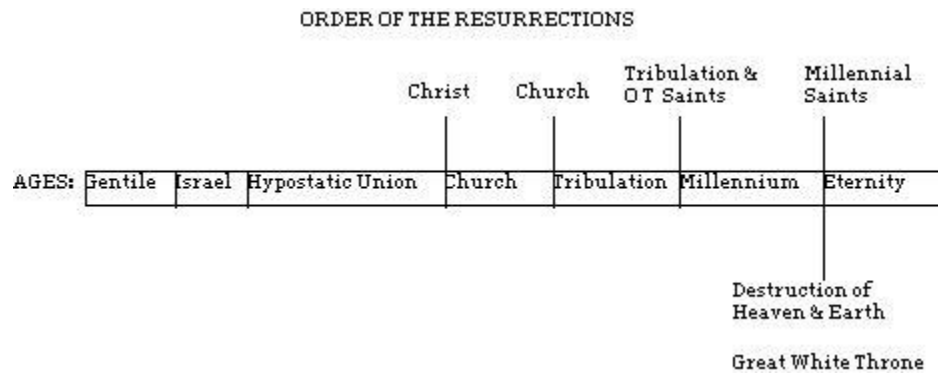 ORDER OF THE RESURRECTIONS
Christ
Church
Tribulation &
OT Saints
Millennial
Saints
AGES:
Gentile
Israel
Hypostatic Union
Church
Tribulation
Millennium
Eternity
Destruction of
Heaven & Earth
Great White Throne